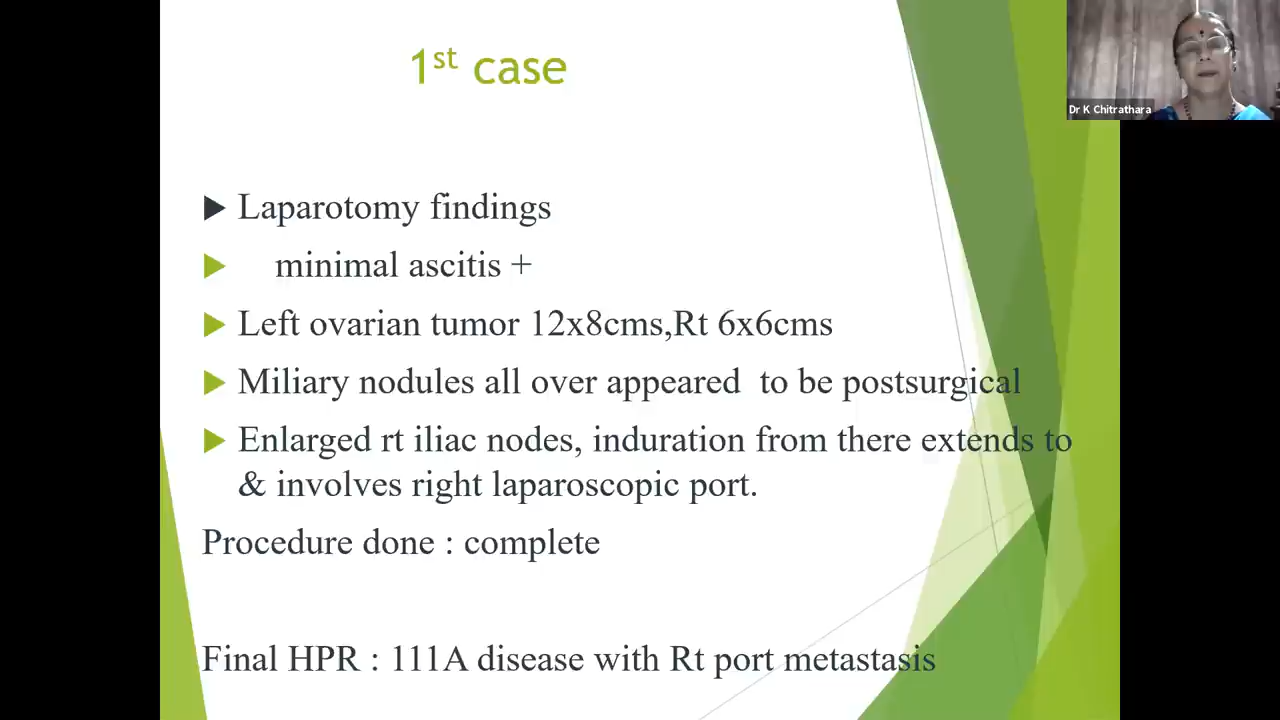 1st case
Dr K Chitrathara
Laparotomy findings
minimal ascitis +
Left ovarian tumor 12x8cms,Rt 6x6cms
Miliary nodules all over appeared  to be postsurgical
Enlarged rt iliac nodes, induration from there extends to
& involves right laparoscopic port.
Procedure done : complete
Final HPR : 111A disease with Rt port metastasis